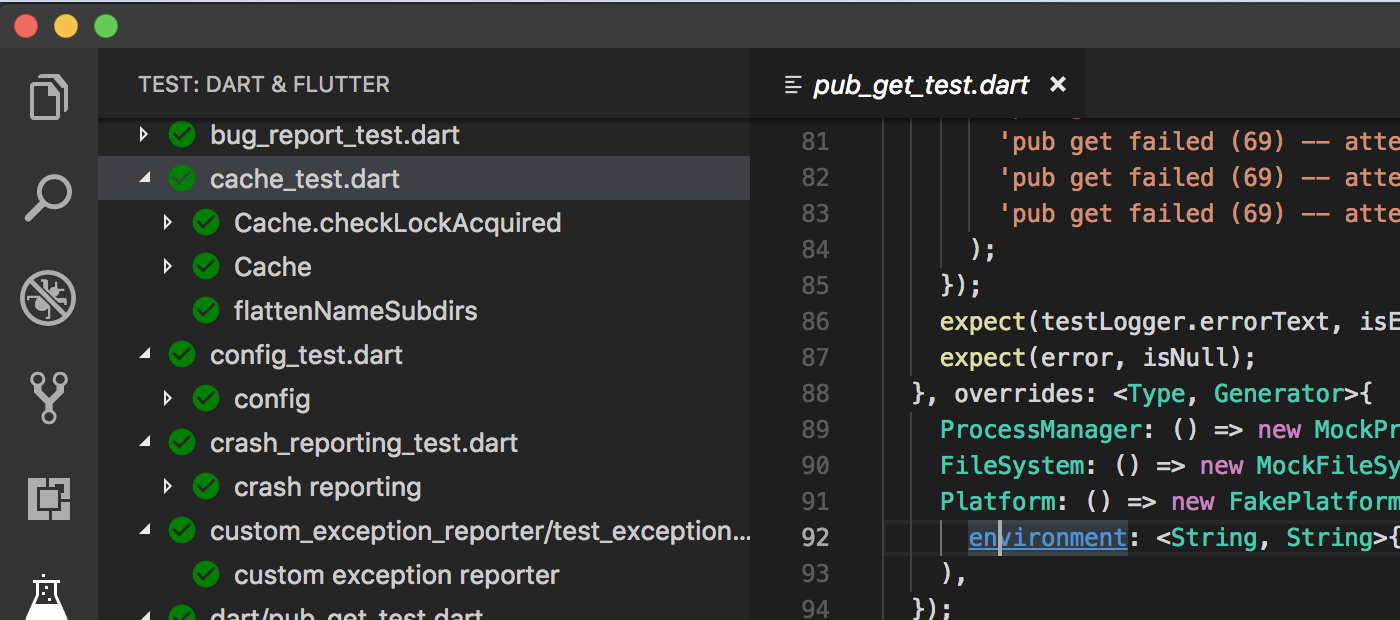 TEST: DART & FLUTTER
bug_report_test.dart
cache_test.dart
Cache.checkLockAcquired
Cache
flattenNameSubdirs
config_test.dart
config
crash_reporting_test.dart
crash reporting
custom_exception_reporter/test_exception...
custom exception reporter
dart/pub_get_test.dart
pub_get_test.dart
81 'pub get failed (69) -- atte
82 'pub get failed (69) -- atte
83 'pub get failed (69) -- atte
84 );
85 });
86 expect(testLogger.errorText, isE
87 expect(error, isNull);
88 }, overrides: <Type, Generator>{
89 ProcessManager: () => new MockPr
90 FileSystem: () => new MockFileSy
91 Platform: () => new FakePlatform
92 environment: <String, String>{
93 ),
94 });